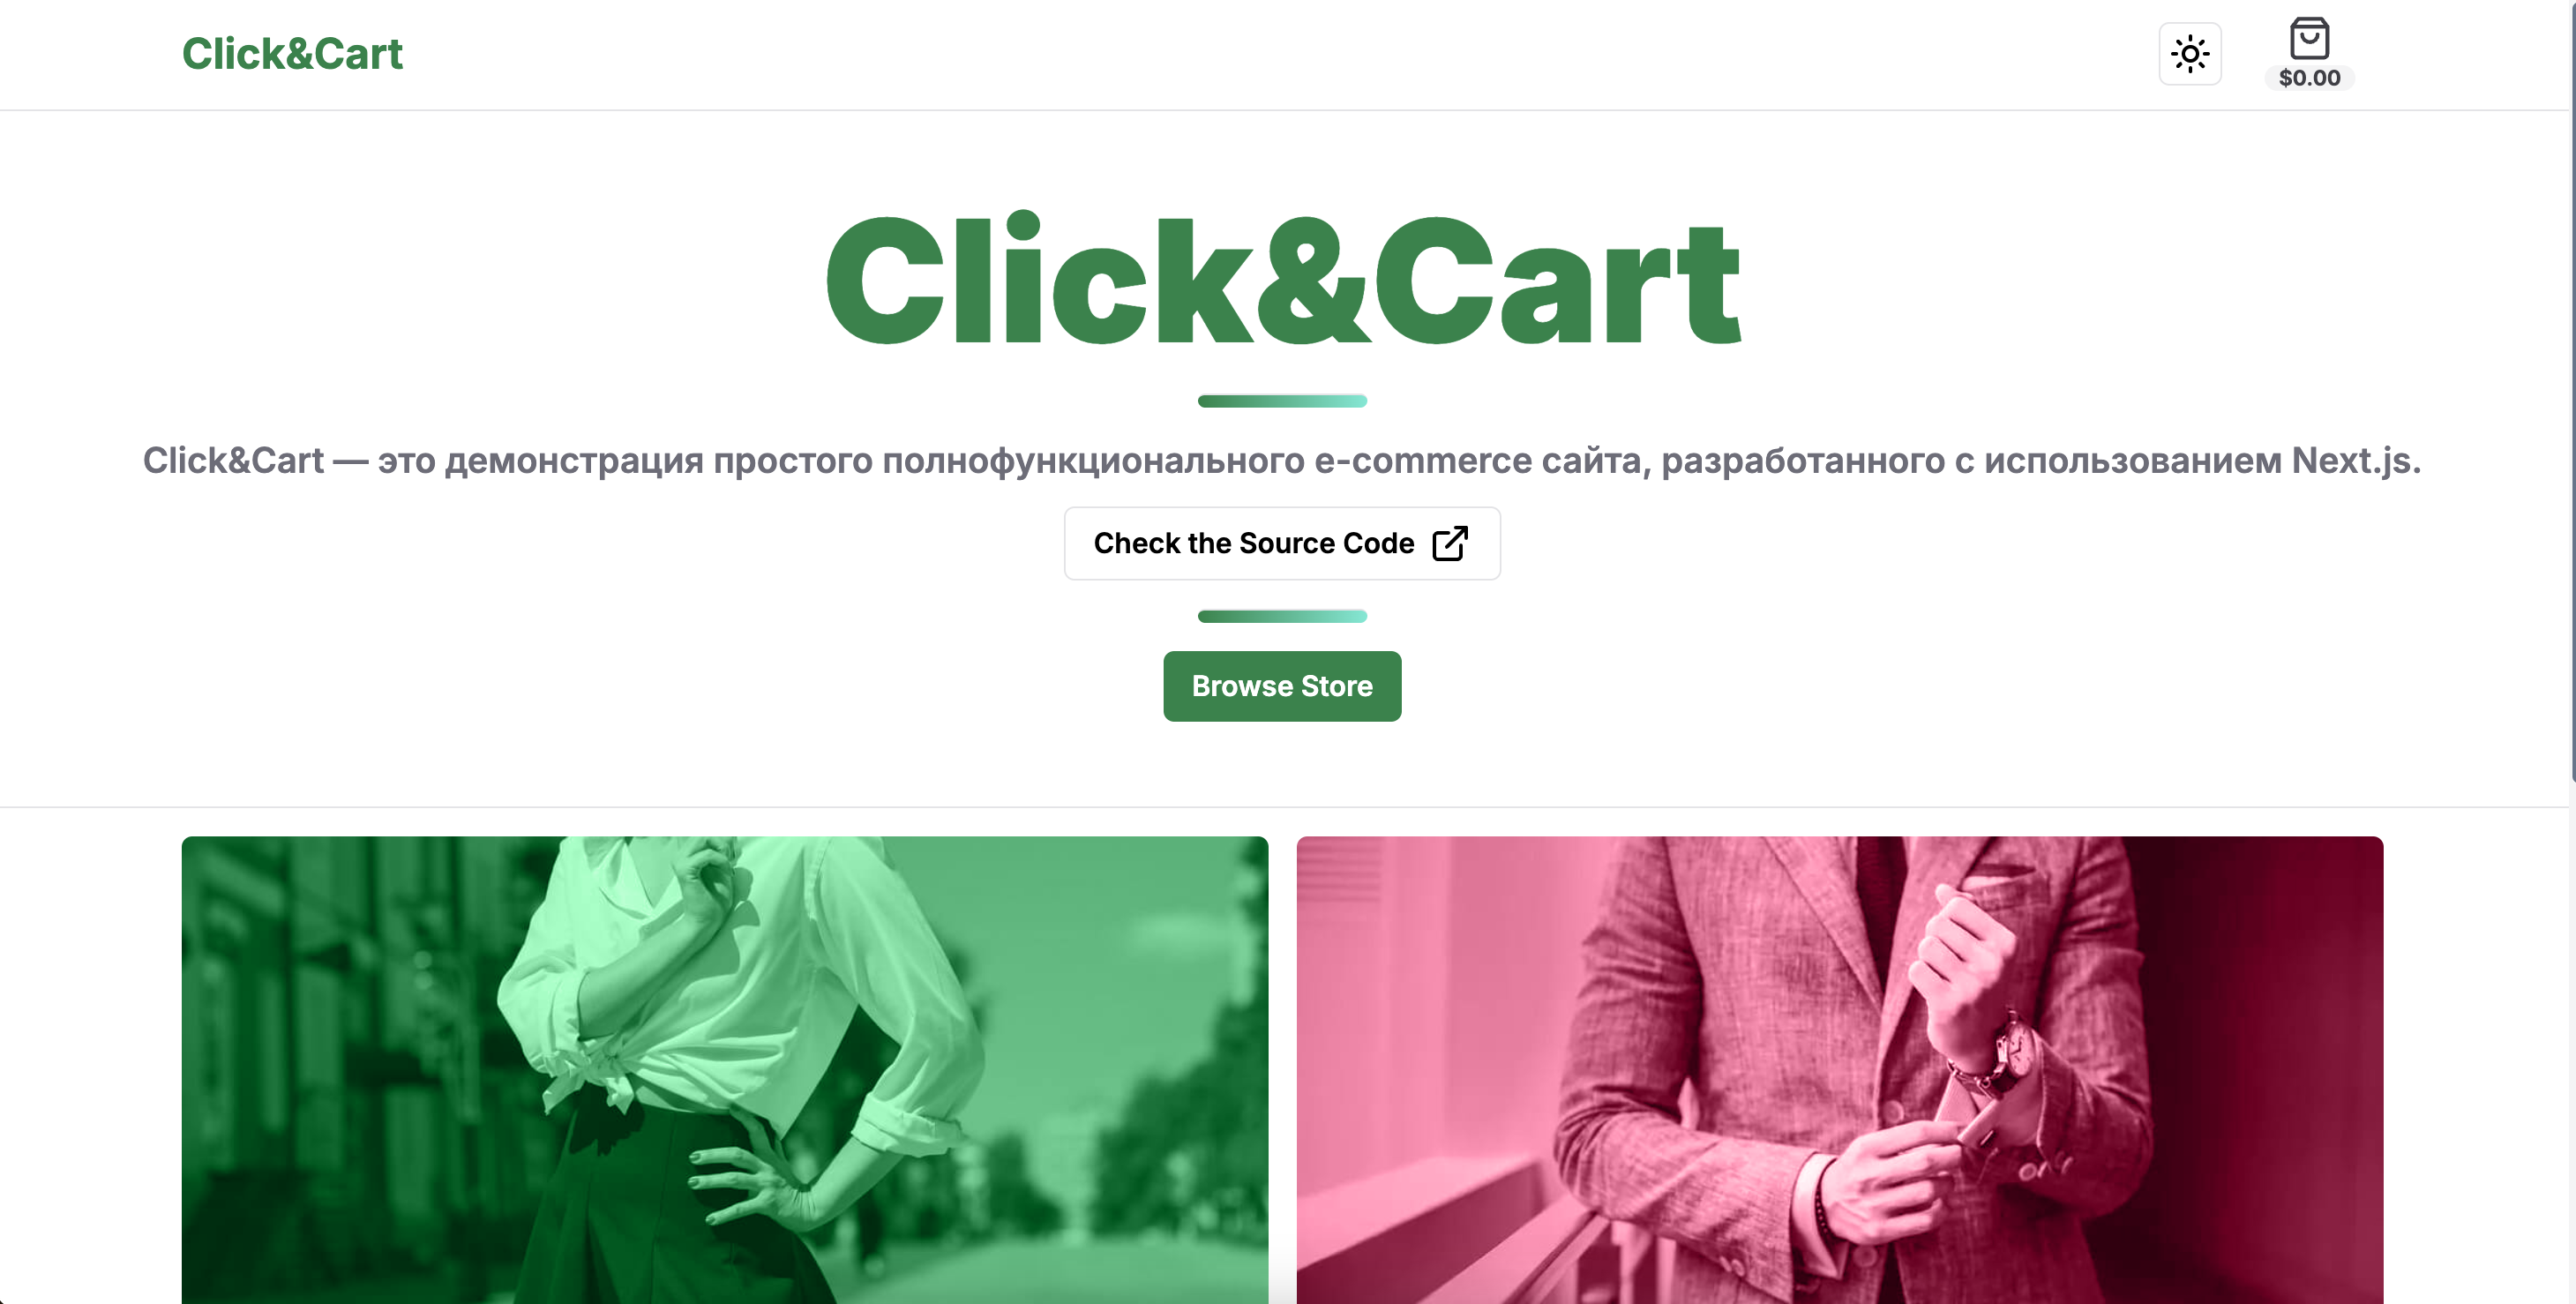 Click&Cart
$0.00
Click&Cart
Click&Cart — это демонстрация простого полнофункционального e-commerce сайта, разработанного с использованием Next.js.
Check the Source Code
Browse Store